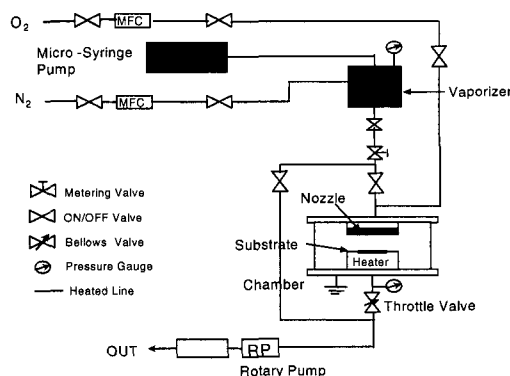 O2
MFC
Micro -Syringe
Pump
N2
MFC
Vaporizer
Metering Valve
ON/OFF Valve
Bellows Valve
Pressure Gauge
Heated Line
Nozzle
Substrate
Heater
Chamber
Throttle Valve
OUT
RP
Rotary Pump